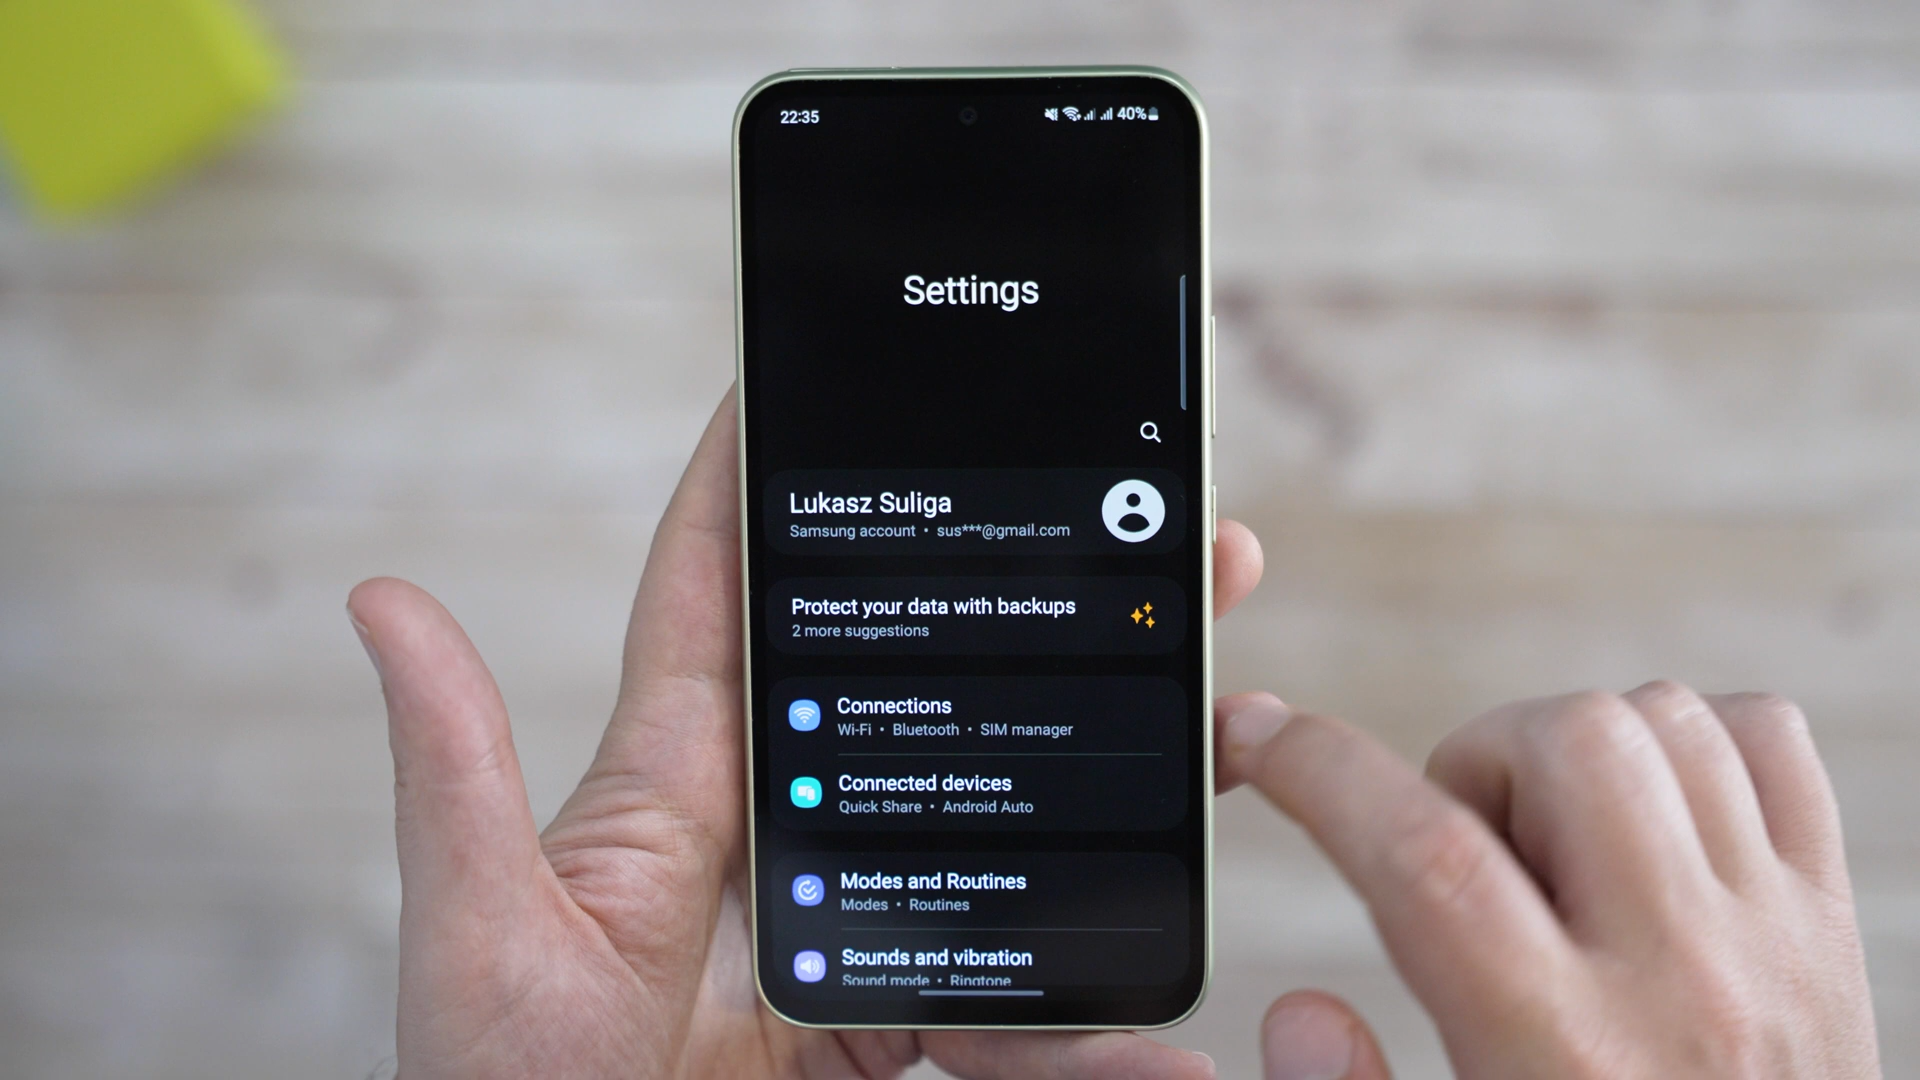 22:35 40%
Settings
Lukasz Suliga
Samsung account • sus***@gmail.com
Protect your data with backups
2 more suggestions
Connections
Wi-Fi • Bluetooth • SIM manager
Connected devices
Quick Share • Android Auto
Modes and Routines
Modes • Routines
Sounds and vibration
Sound mode • Ringtone